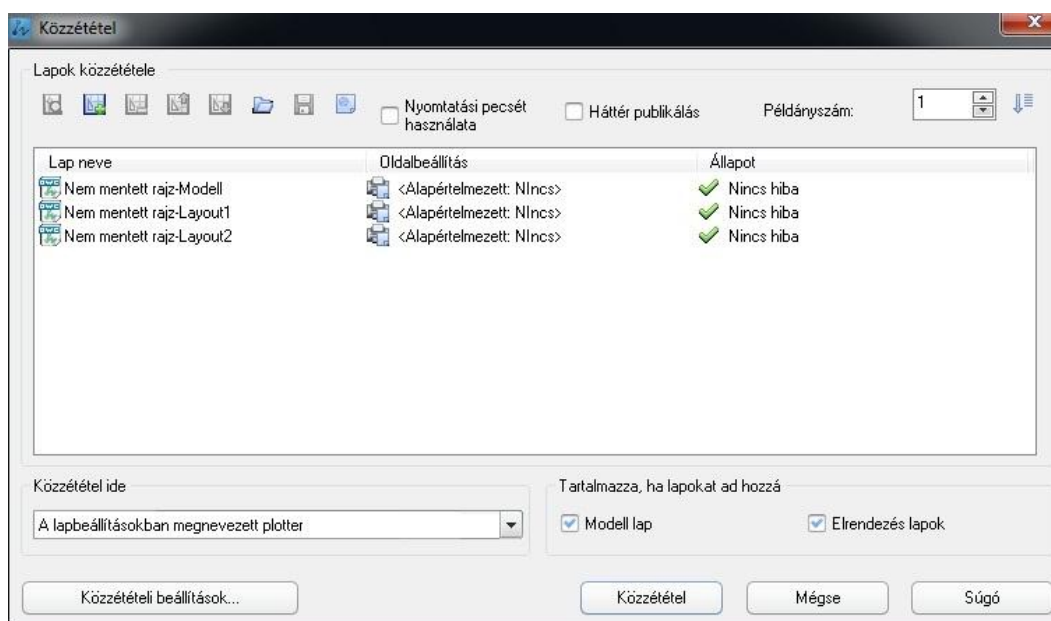 Közzététel
Lapok közzététele
Nyomtatási pecsét használata
Háttér publikálás
Példányszám:
1
Lap neve Oldalbeállítás Állapot
Nem mentett rajz-Modell <Alapértelmezett: NIncs> Nincs hiba
Nem mentett rajz-Layout1 <Alapértelmezett: NIncs> Nincs hiba
Nem mentett rajz-Layout2 <Alapértelmezett: NIncs> Nincs hiba
Közzététel ide
A lapbeállításokban megnevezett plotter
Tartalmazza, ha lapokat ad hozzá
Modell lap
Elrendezés lapok
Közzétételi beállítások...
Közzététel
Mégse
Súgó